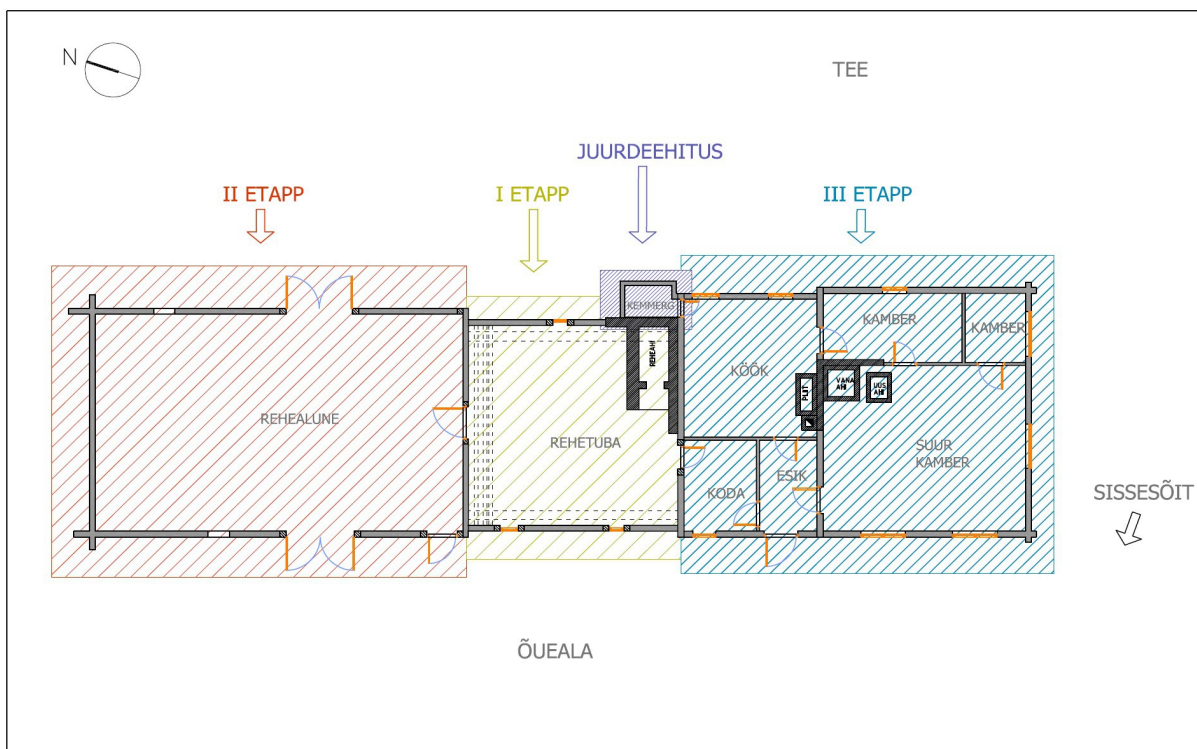 N
TEE
JUURDEEHITUS
II ETAPP
I ETAPP
III ETAPP
KEMMERG
KAMBER
KAMBER
REHEAHI
KÖÖK
PLIIT
VANA
AHI
UUS
AHI
REHEALUNE
REHETUBA
SUUR
KAMBER
ESIK
KODA
SISSESÕIT
ÕUEALA